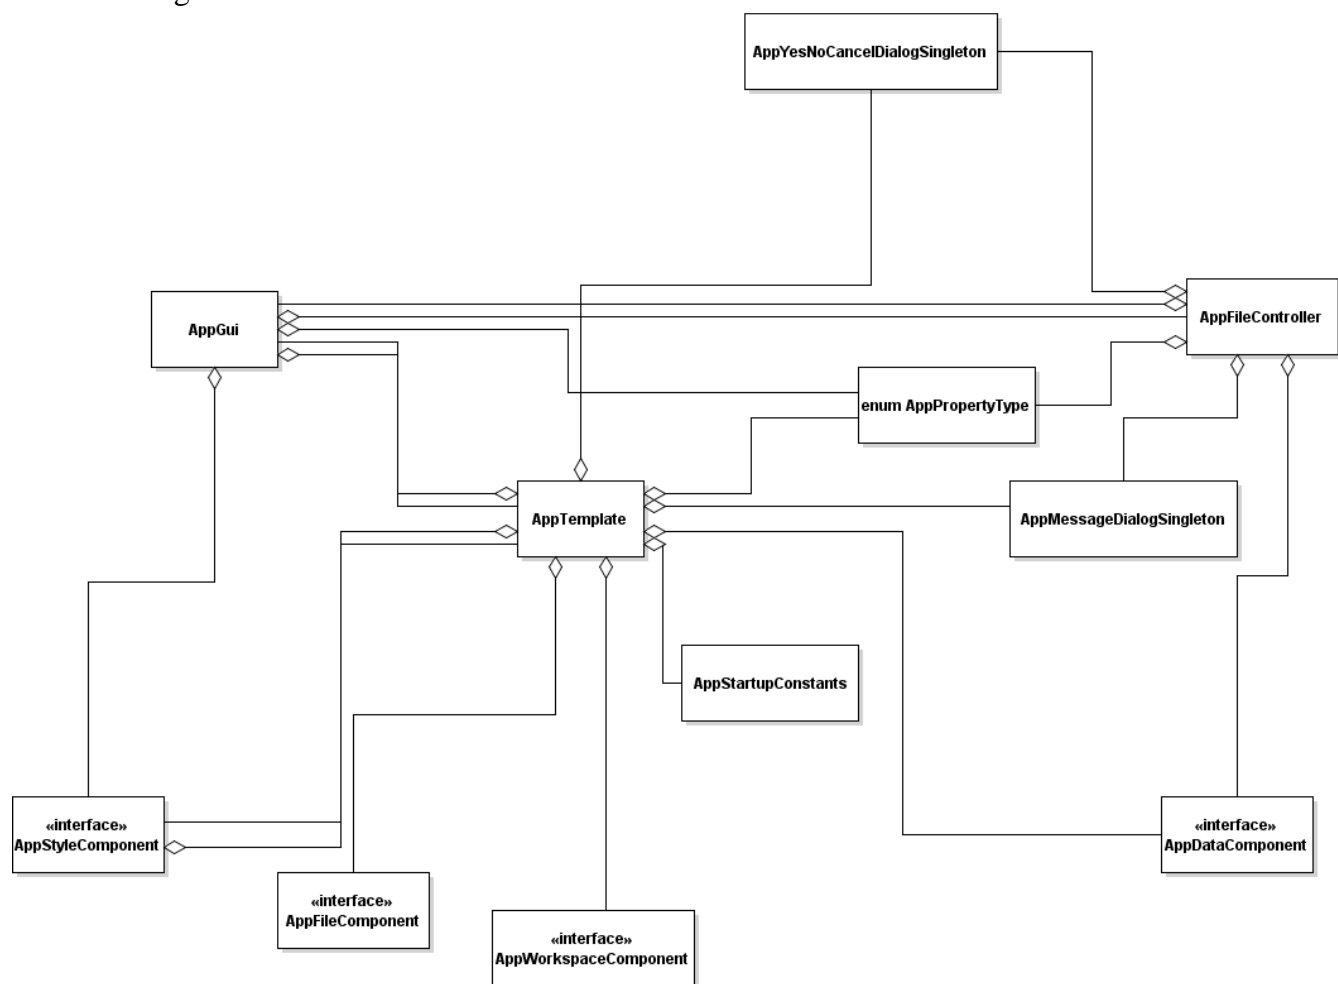 AppYesNoCancelDialogSingleton
AppGui
AppFileController
enum AppPropertyType
AppTemplate
AppMessageDialogSingleton
AppStartupConstants
«interface»
AppStyleComponent
«interface»
AppDataComponent
«interface»
AppFileComponent
«interface»
AppWorkspaceComponent